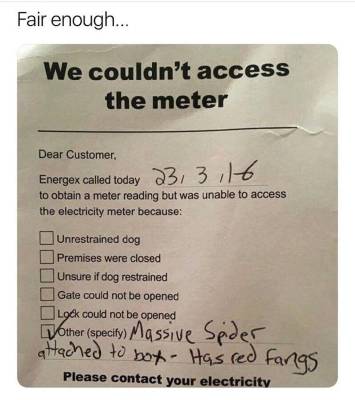 Fair enough...
We couldn't access
the meter
Dear Customer,
Energex called today 23, 3, 16
to obtain a meter reading but was unable to access
the electricity meter because:
Unrestrained dog
Premises were closed
Unsure if dog restrained
Gate could not be opened
Lock could not be opened
Other (specify) Massive Spider
attached to box - Has red fangs
Please contact your electricity